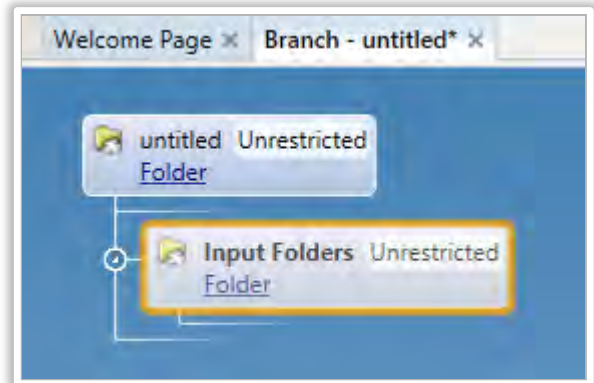 Welcome Page × Branch - untitled* ×
untitled Unrestricted
Folder
Input Folders Unrestricted
Folder